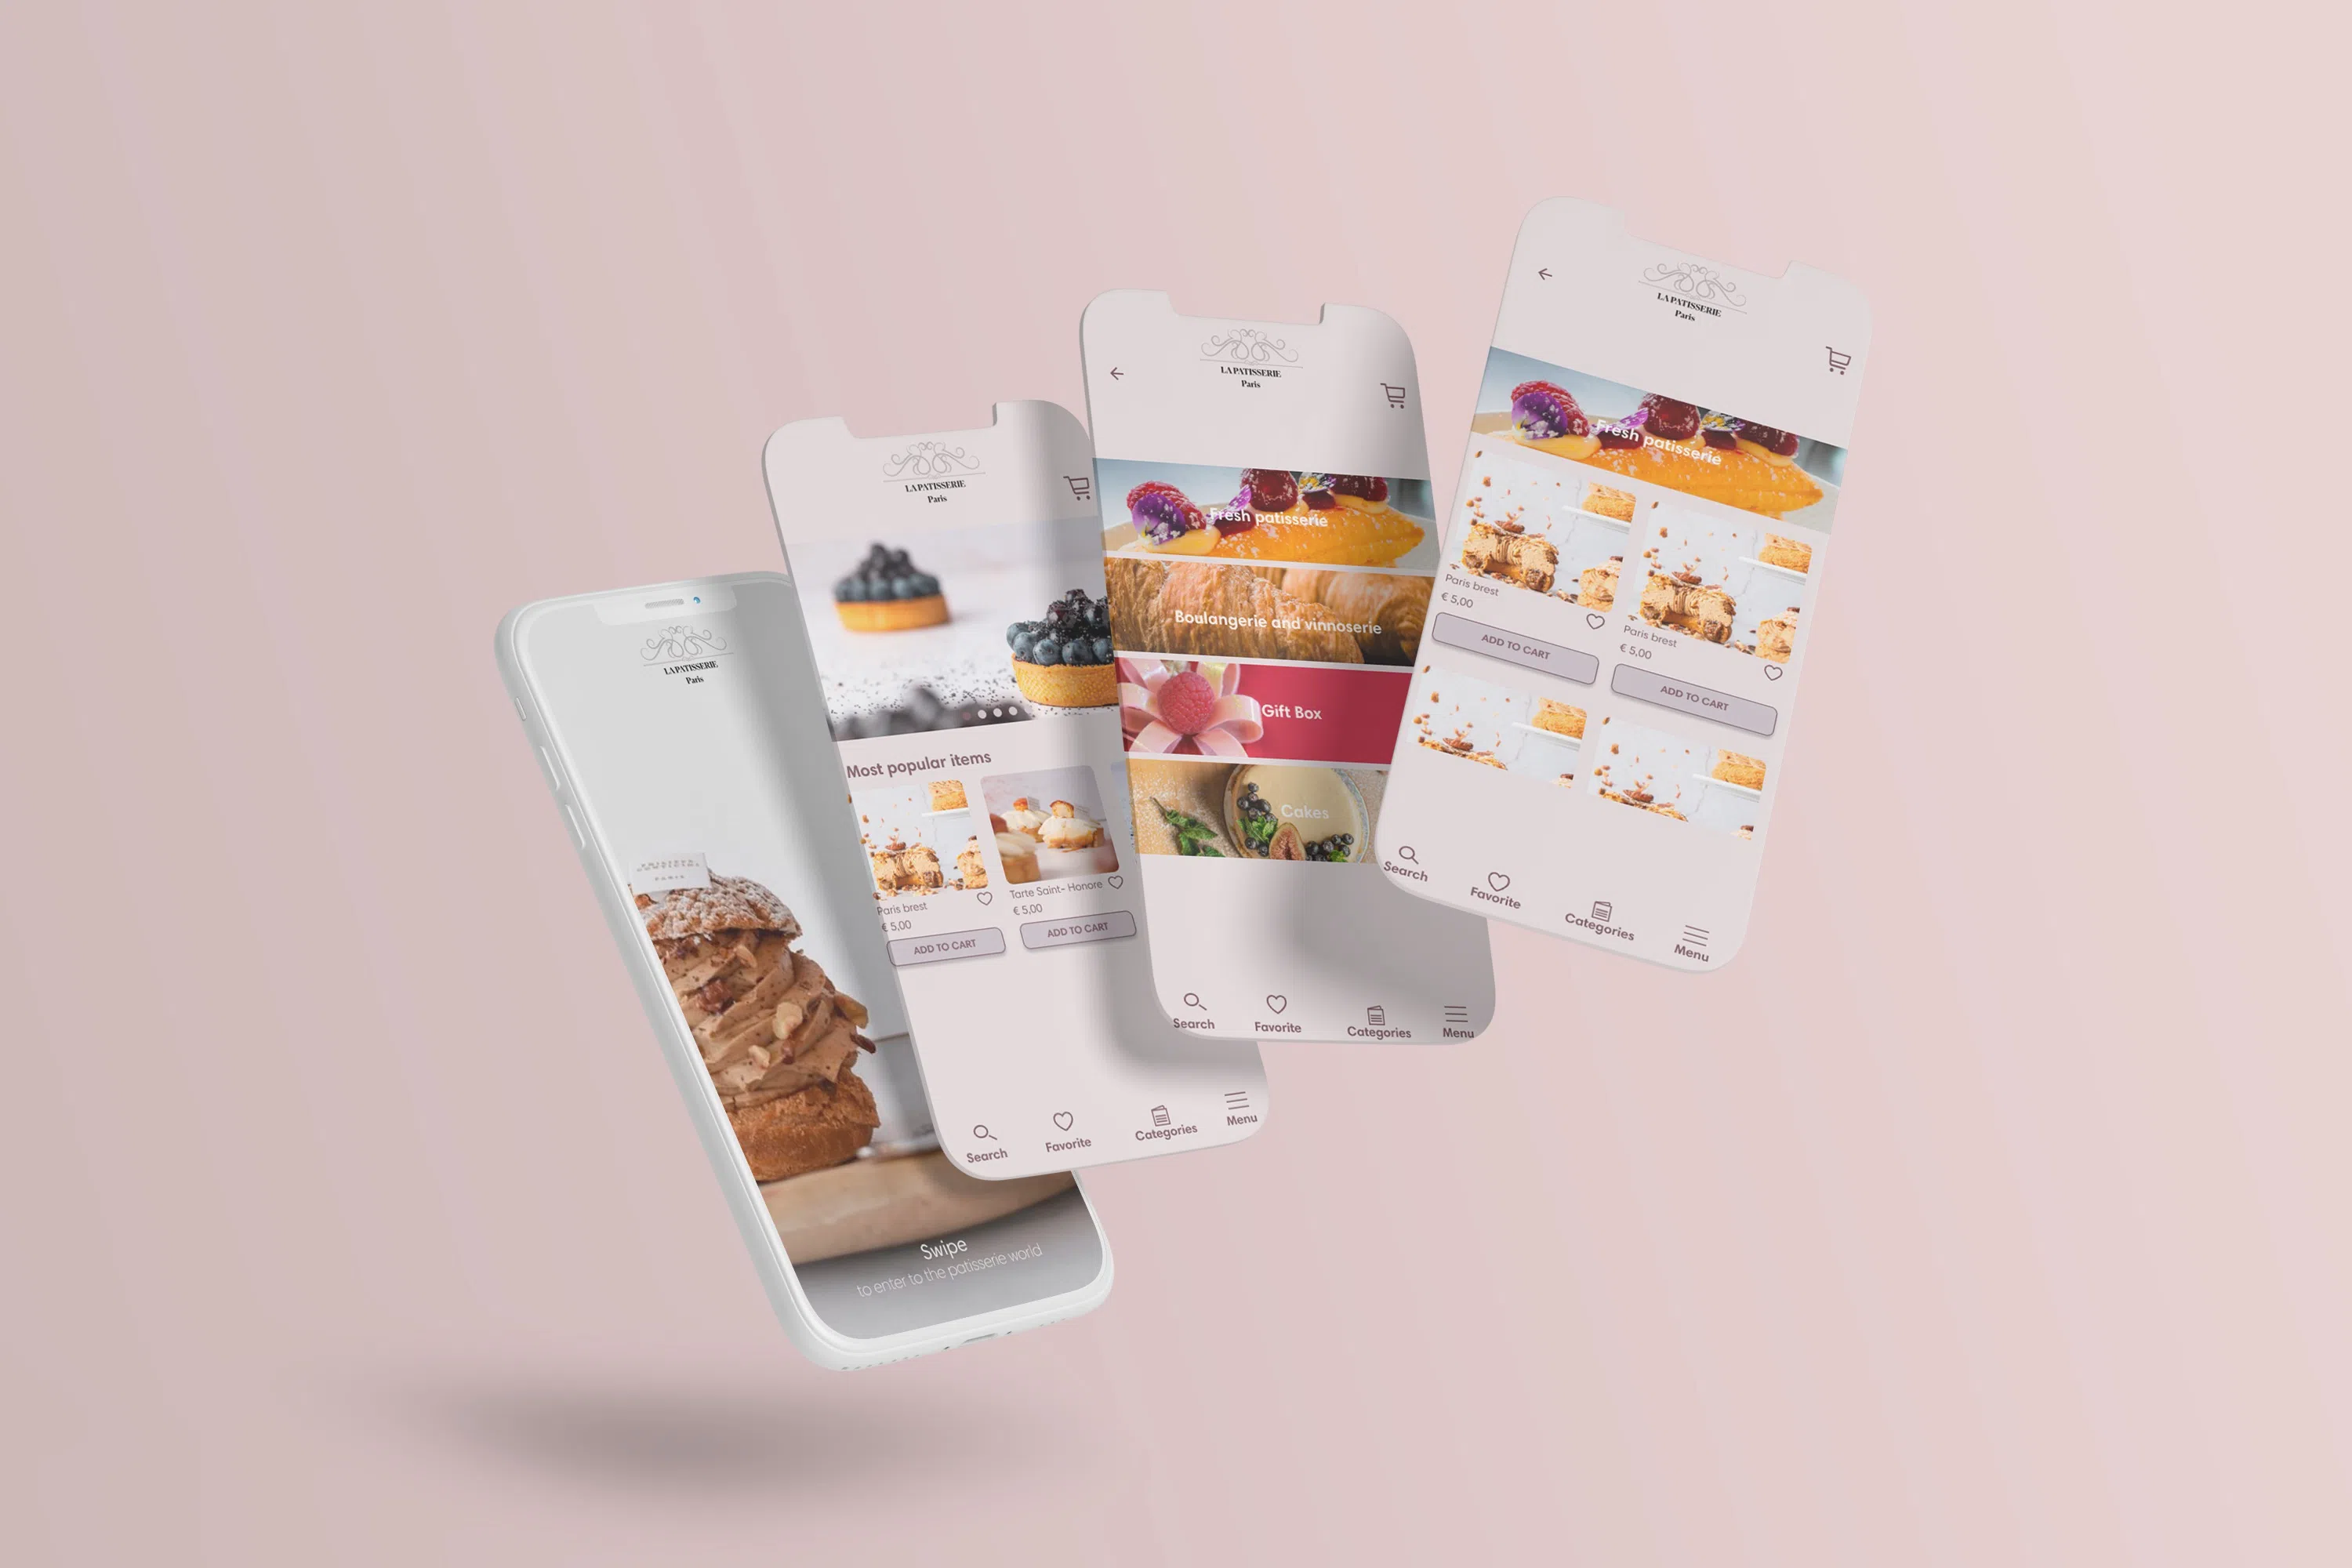 LA PATISSERIE
Paris
Swipe
to enter to the patisserie world
LA PATISSERIE
Paris
Most popular items
Paris brest
€ 5,00
ADD TO CART
Tarte Saint- Honore
€ 5,00
ADD TO CART
Search
Favorite
Categories
Menu
LA PATISSERIE
Paris
Fresh patisserie
Boulangerie and vinnoserie
Gift Box
Cakes
Search
Favorite
Categories
Menu
LA PATISSERIE
Paris
Fresh patisserie
Paris brest
€ 5,00
ADD TO CART
Paris brest
€ 5,00
ADD TO CART
Search
Favorite
Categories
Menu